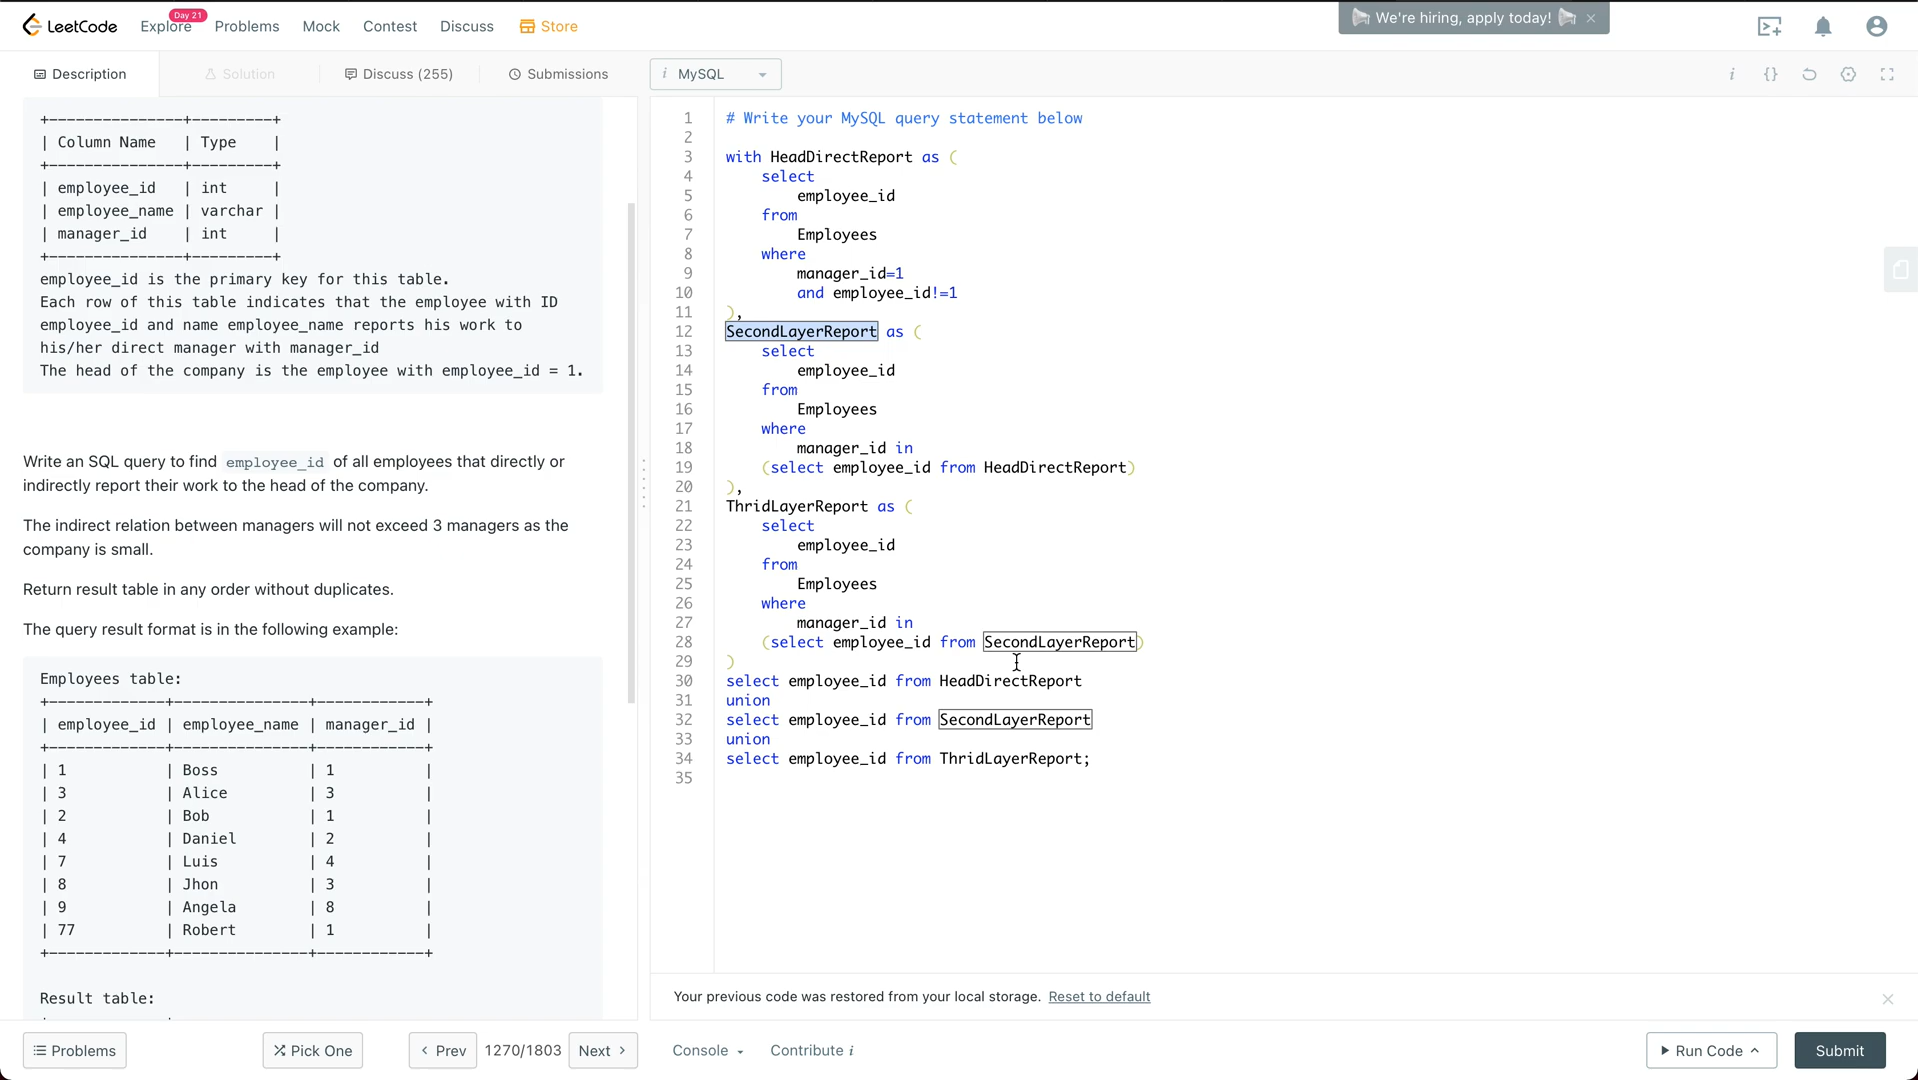 LeetCode
Explore
Day 21
Problems
Mock
Contest
Discuss
Store
We're hiring, apply today!
Description
Solution
Discuss (255)
Submissions
i MySQL
+---------------+---------+
| Column Name   | Type    |
+---------------+---------+
| employee_id   | int     |
| employee_name | varchar |
| manager_id    | int     |
+---------------+---------+
employee_id is the primary key for this table.
Each row of this table indicates that the employee with ID
employee_id and name employee_name reports his work to
his/her direct manager with manager_id
The head of the company is the employee with employee_id = 1.
Write an SQL query to find employee_id of all employees that directly or
indirectly report their work to the head of the company.
The indirect relation between managers will not exceed 3 managers as the
company is small.
Return result table in any order without duplicates.
The query result format is in the following example:
Employees table:
+-------------+---------------+------------+
| employee_id | employee_name | manager_id |
+-------------+---------------+------------+
| 1           | Boss          | 1          |
| 3           | Alice         | 3          |
| 2           | Bob           | 1          |
| 4           | Daniel        | 2          |
| 7           | Luis          | 4          |
| 8           | Jhon          | 3          |
| 9           | Angela        | 8          |
| 77          | Robert        | 1          |
+-------------+---------------+------------+
Result table:
1 # Write your MySQL query statement below
2
3 with HeadDirectReport as (
4     select
5         employee_id
6     from
7         Employees
8     where
9         manager_id=1
10         and employee_id!=1
11 ),
12 SecondLayerReport as (
13     select
14         employee_id
15     from
16         Employees
17     where
18         manager_id in
19     (select employee_id from HeadDirectReport)
20 ),
21 ThridLayerReport as (
22     select
23         employee_id
24     from
25         Employees
26     where
27         manager_id in
28     (select employee_id from SecondLayerReport)
29 )
30 select employee_id from HeadDirectReport
31 union
32 select employee_id from SecondLayerReport
33 union
34 select employee_id from ThridLayerReport;
35
Your previous code was restored from your local storage. Reset to default
Problems
Pick One
Prev
1270/1803
Next
Console
Contribute i
Run Code
Submit